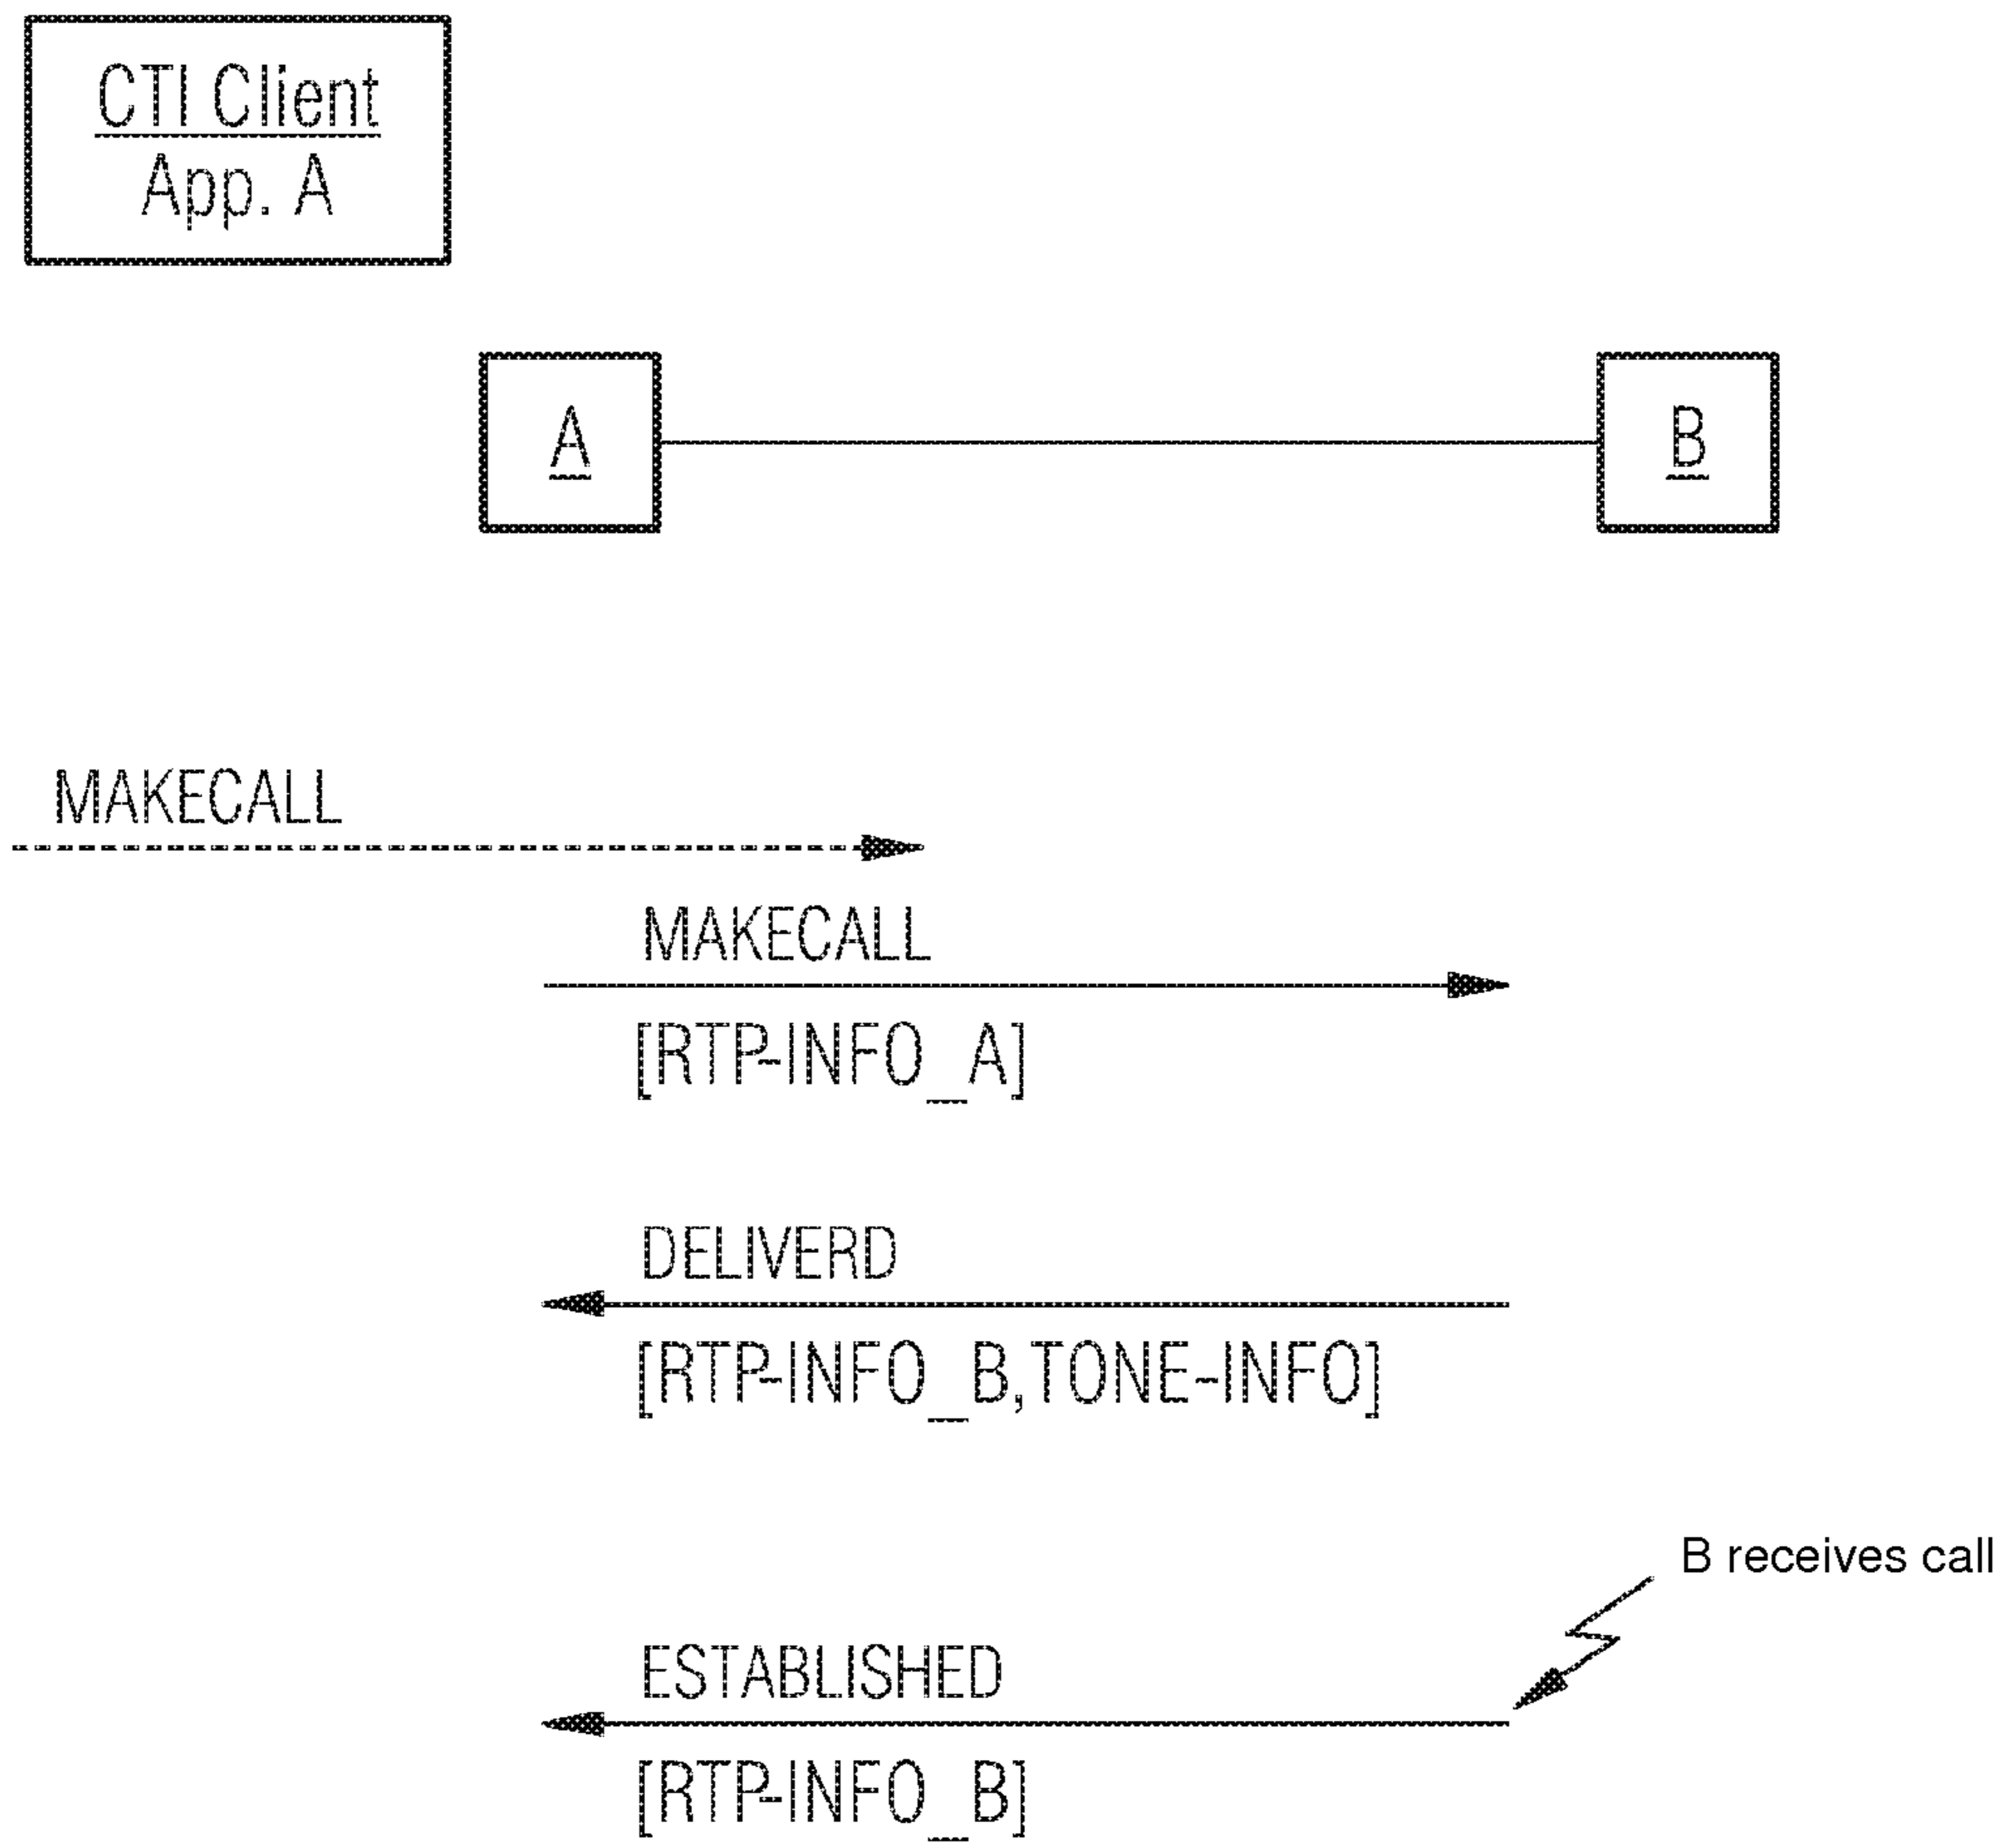 CTI Client
App. A
A
B
MAKECALL
MAKECALL
[RTP-INFO_A]
DELIVERD
[RTP-INFO_B,TONE-INFO]
B receives call
ESTABLISHED
[RTP-INFO_B]